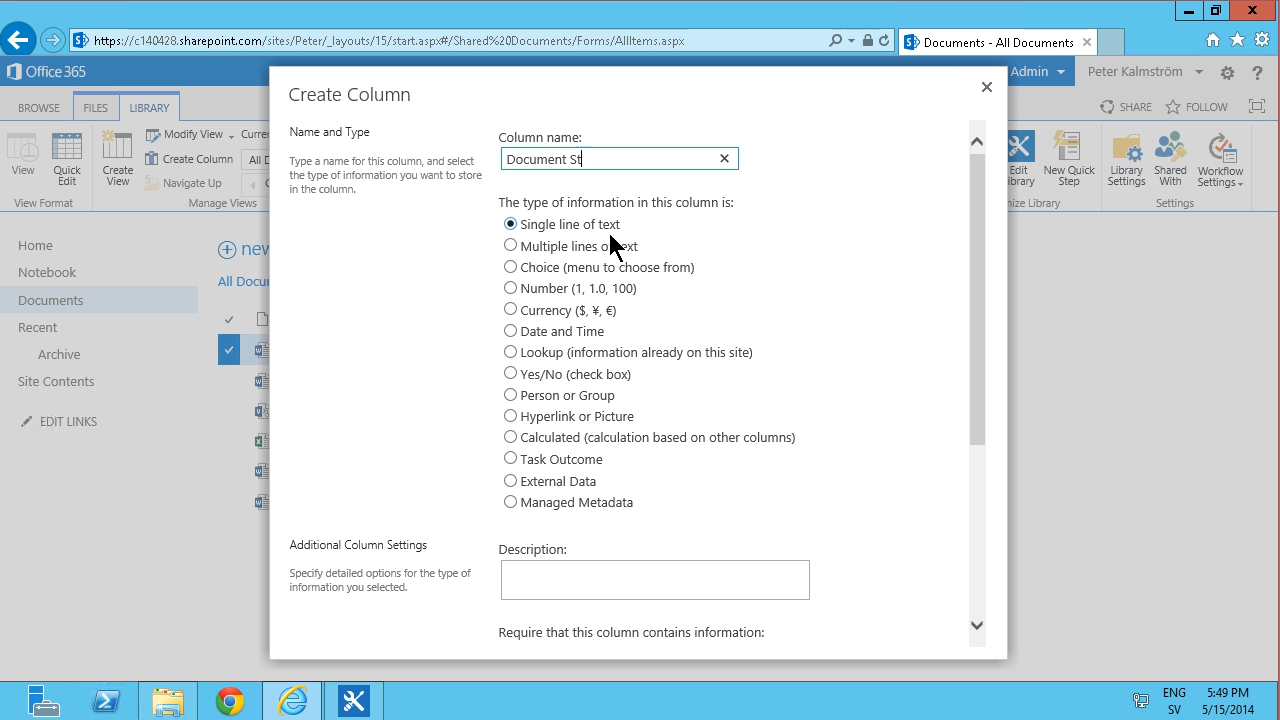 https://c140428.sharepoint.com/sites/Peter/_layouts/15/start.aspx#/Shared%20Documents/Forms/AllItems.aspx
Documents - All Documents
Office 365
Admin
Peter Kalmström
?
BROWSE
FILES
LIBRARY
SHARE
FOLLOW
View
Quick
Edit
Create
View
Modify View
Create Column
Navigate Up
All D
View Format
Manage Views
Edit
New Quick
Step
Library
Settings
Shared
With
Workflow
Settings
Settings
Home
Notebook
Documents
Recent
Archive
Site Contents
EDIT LINKS
Create Column
Name and Type
Type a name for this column, and select
the type of information you want to store
in the column.
Column name:
Document St
The type of information in this column is:
Single line of text
Multiple lines of text
Choice (menu to choose from)
Number (1, 1.0, 100)
Currency ($, ¥, €)
Date and Time
Lookup (information already on this site)
Yes/No (check box)
Person or Group
Hyperlink or Picture
Calculated (calculation based on other columns)
Task Outcome
External Data
Managed Metadata
Additional Column Settings
Specify detailed options for the type of
information you selected.
Description:
Require that this column contains information:
ENG
SV
5:49 PM
5/15/2014